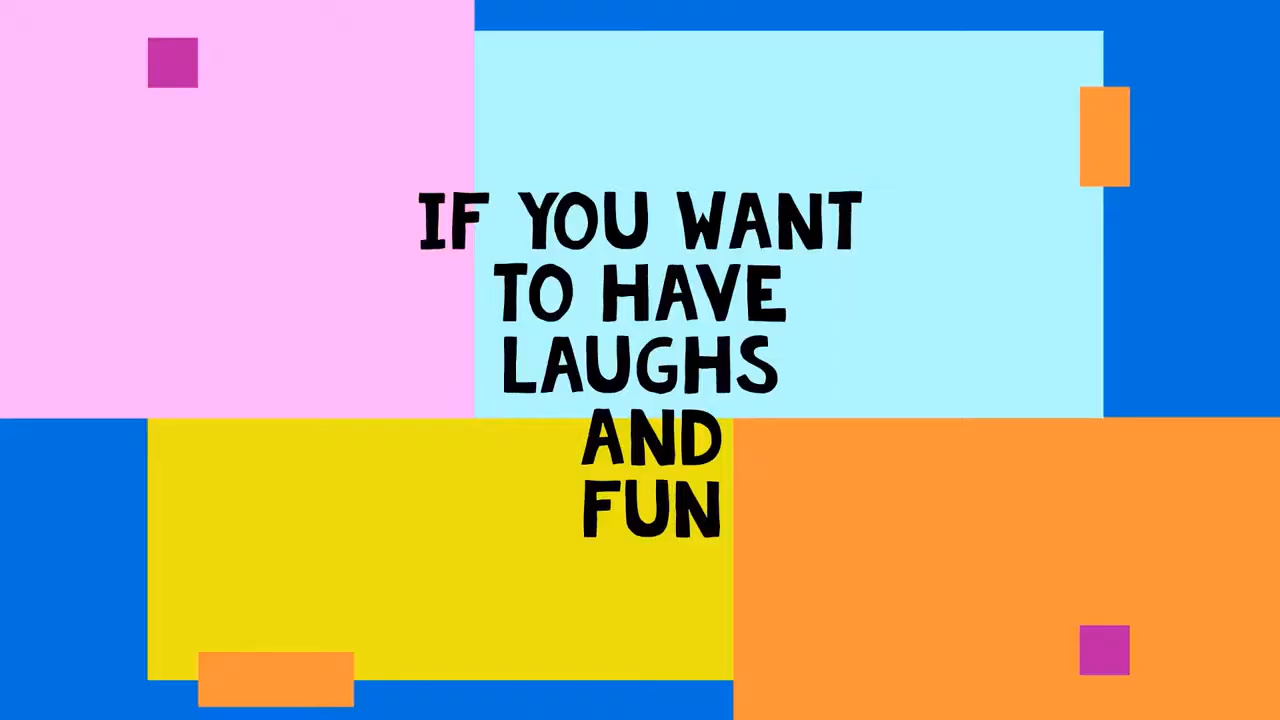 IF YOU WANT
TO HAVE
LAUGHS
AND
FUN